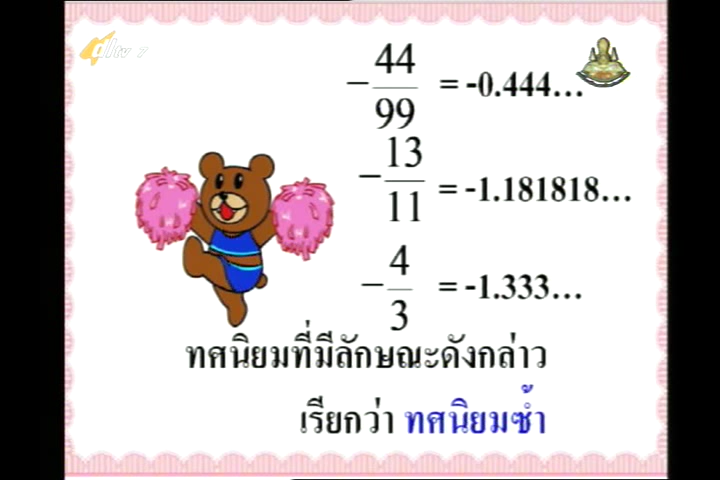 dltv 7
-44/99 = -0.444...
-13/11 = -1.181818...
-4/3 = -1.333...
ทศนิยมที่มีลักษณะดังกล่าว
เรียกว่า ทศนิยมซ้ำ